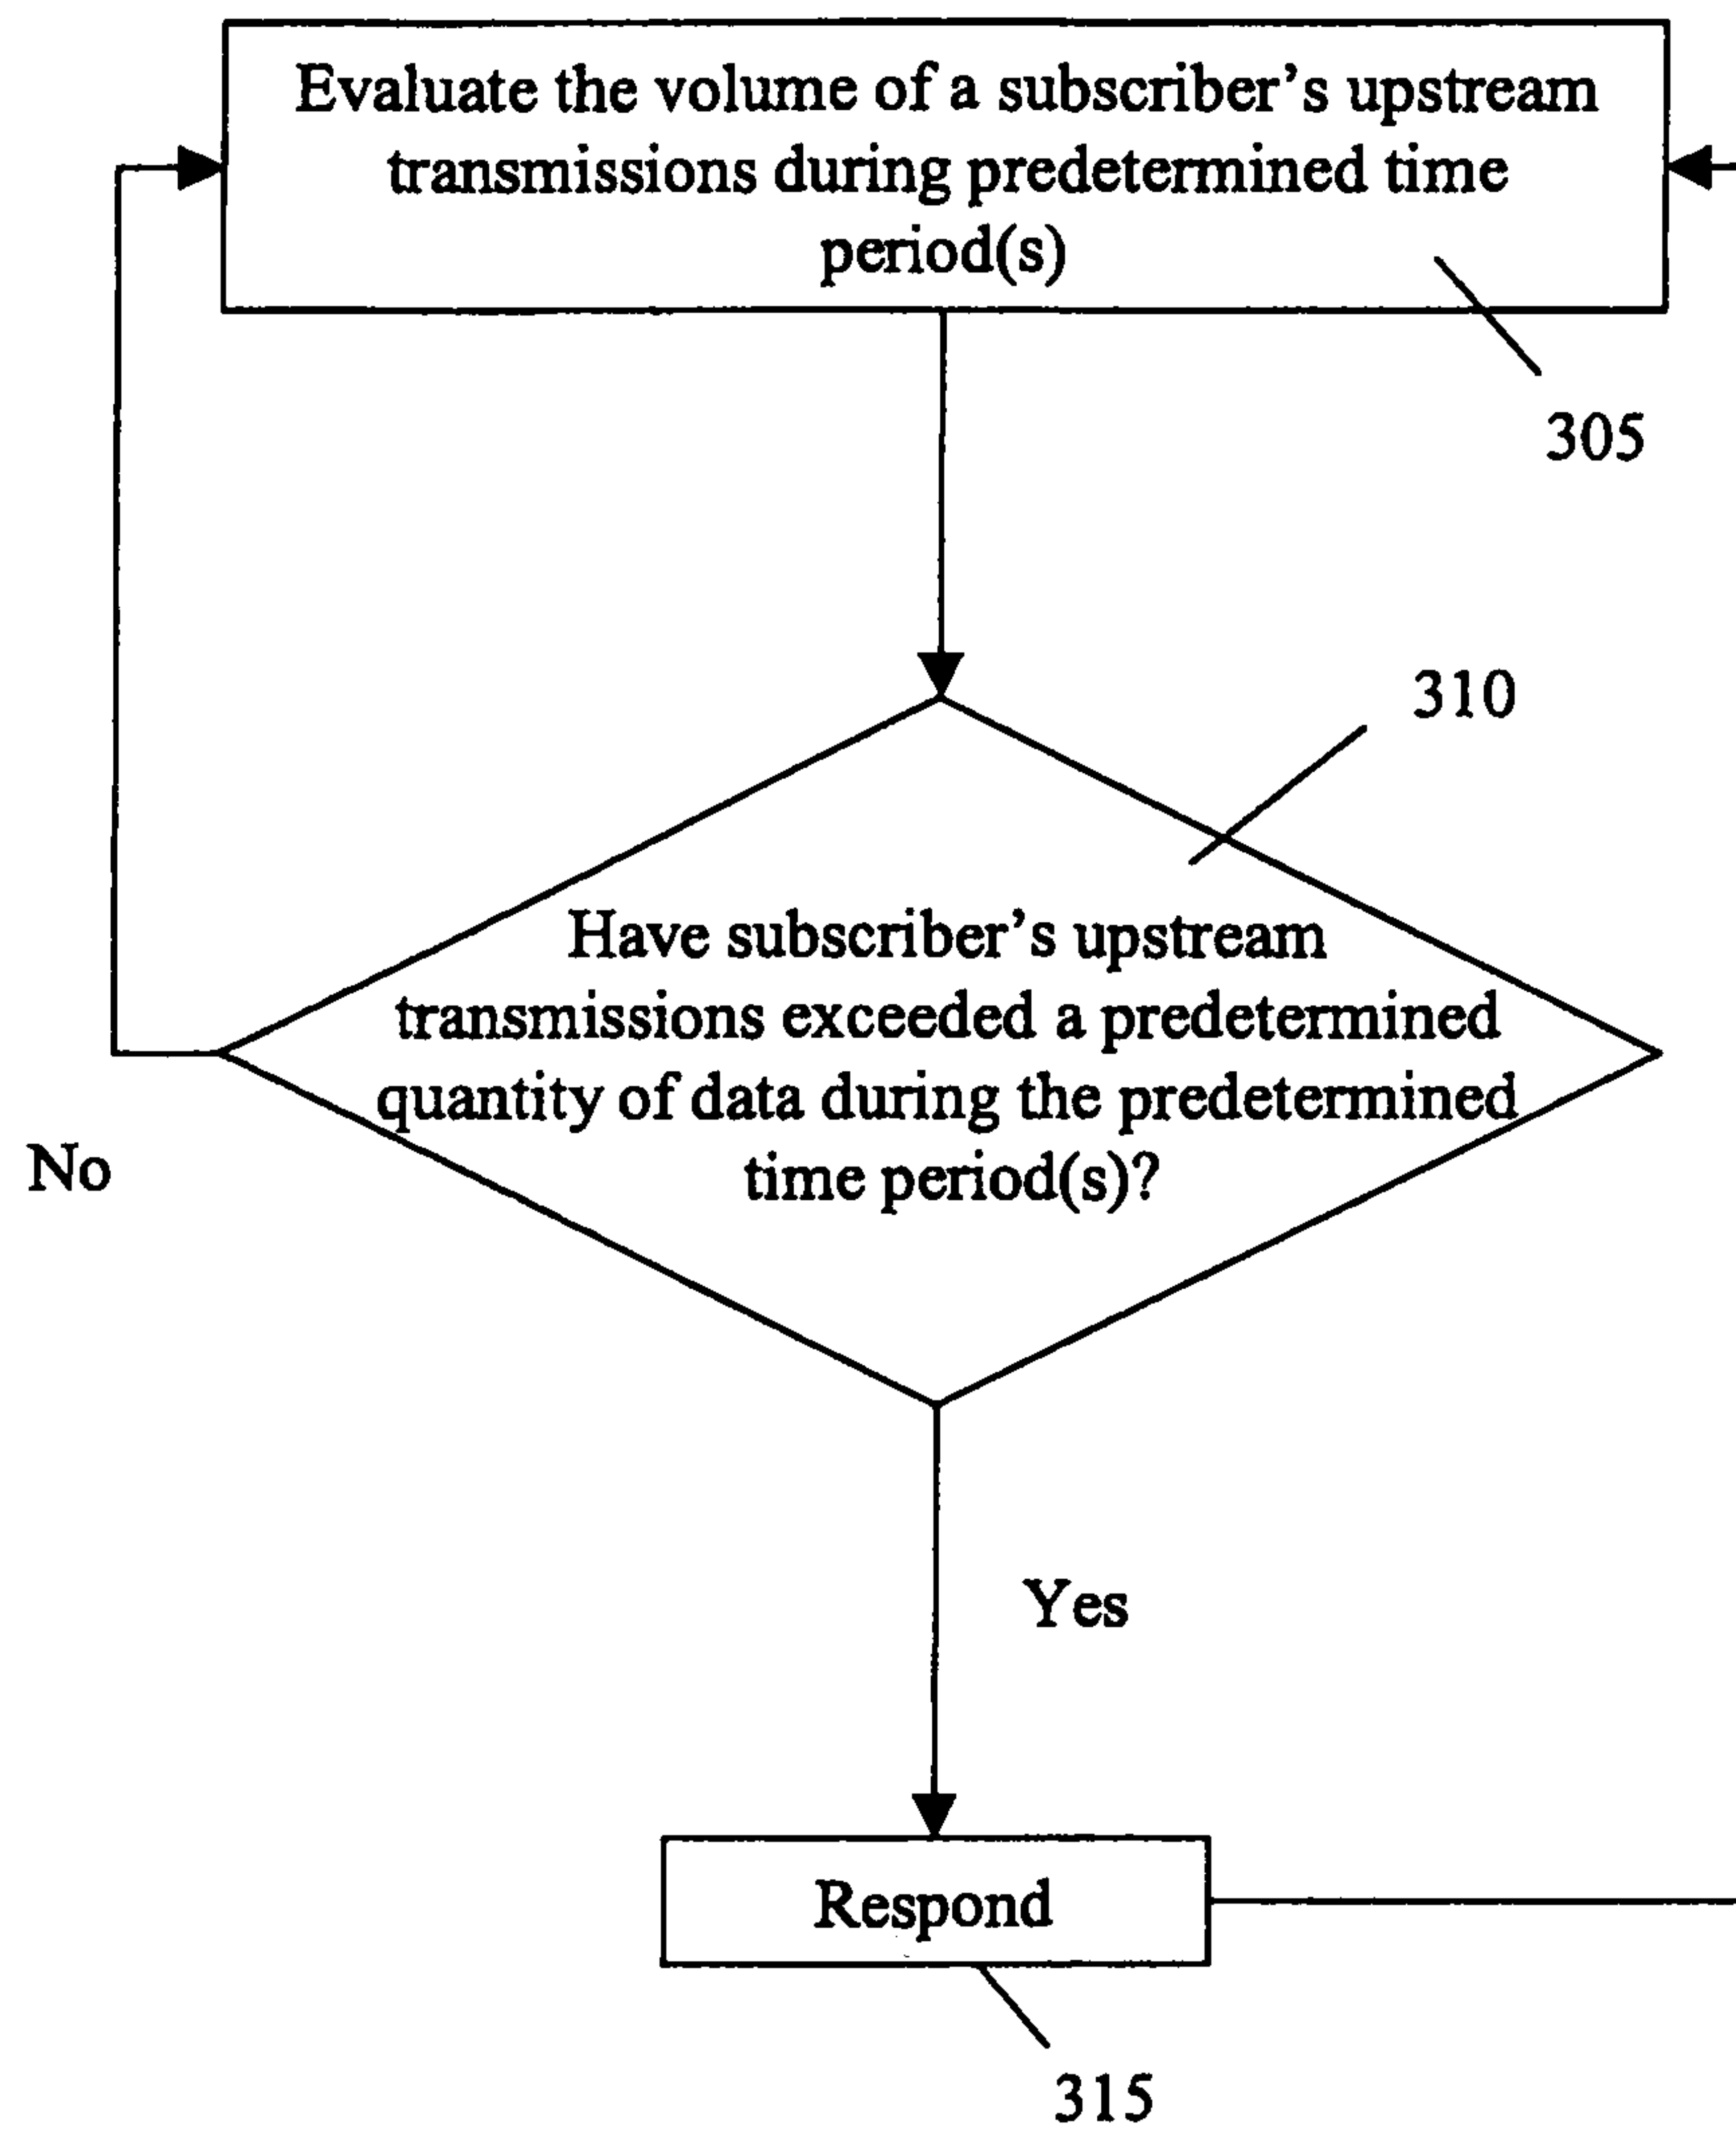 Evaluate the volume of a subscriber's upstream
transmissions during predetermined time
period(s)
305
310
Have subscriber's upstream
transmissions exceeded a predetermined
quantity of data during the predetermined
time period(s)?
No
Yes
Respond
315